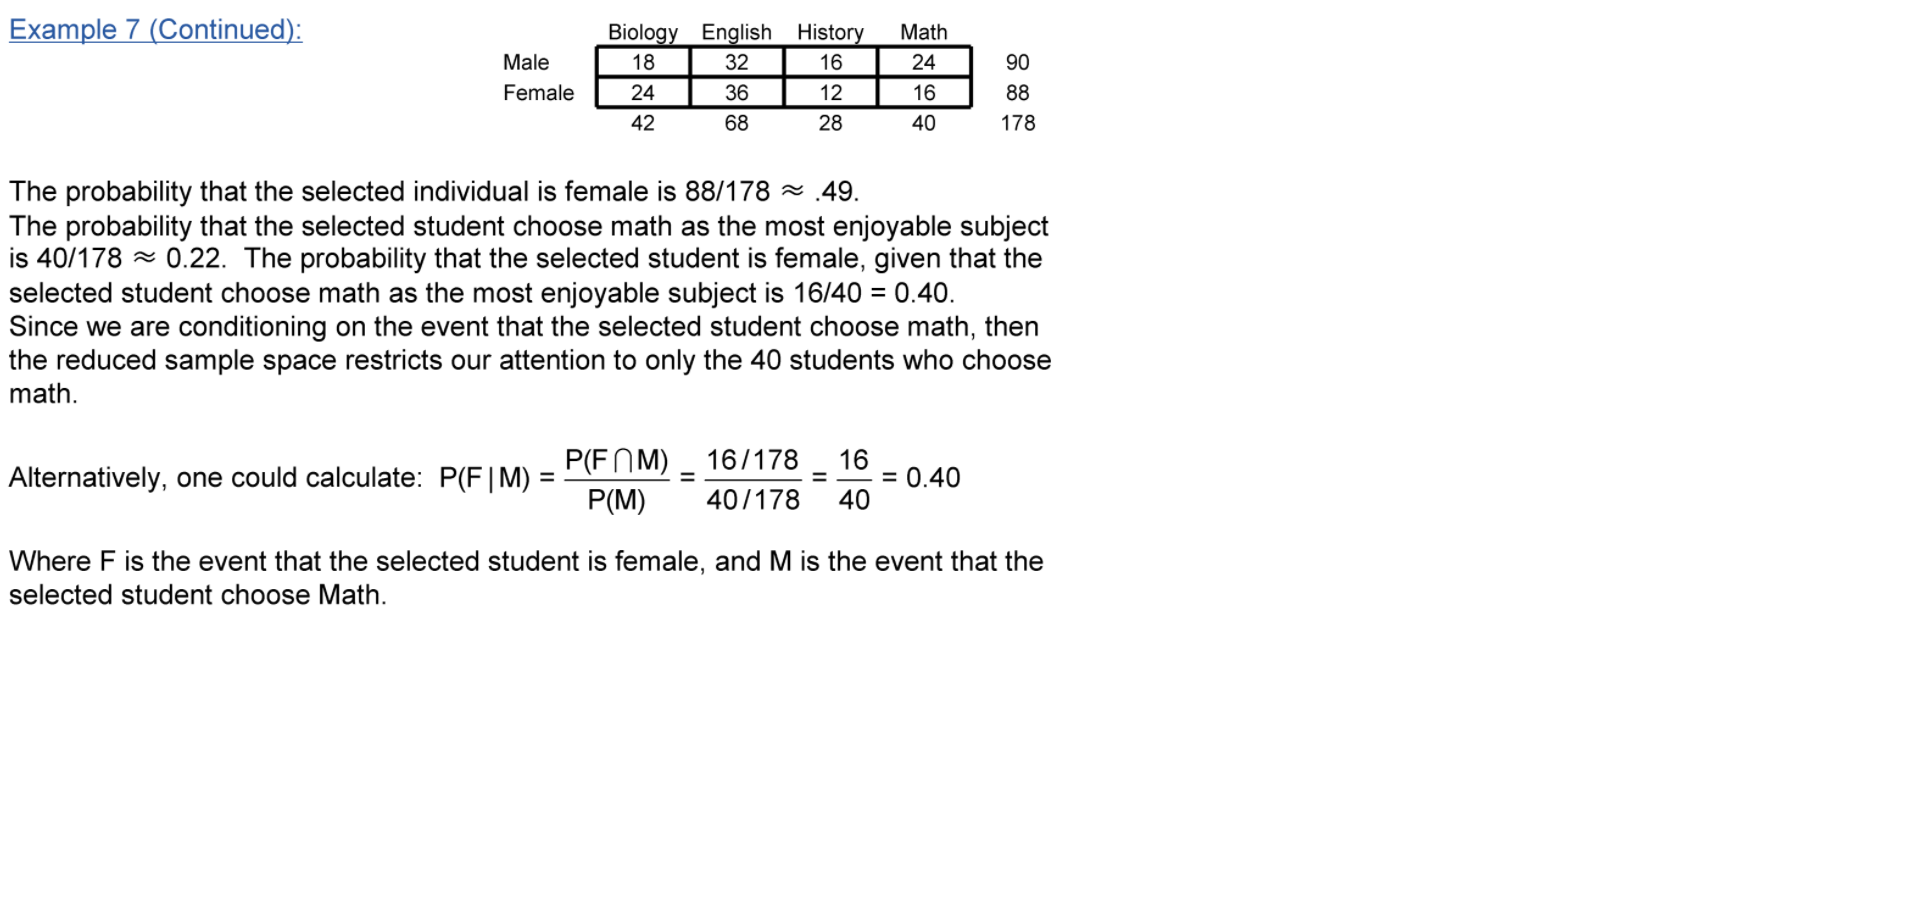 Example 7 (Continued):
Biology English History Math
Male 18 32 16 24 90
Female 24 36 12 16 88
42 68 28 40 178
The probability that the selected individual is female is 88/178 ≈ .49.
The probability that the selected student choose math as the most enjoyable subject
is 40/178 ≈ 0.22. The probability that the selected student is female, given that the
selected student choose math as the most enjoyable subject is 16/40 = 0.40.
Since we are conditioning on the event that the selected student choose math, then
the reduced sample space restricts our attention to only the 40 students who choose
math.
Alternatively, one could calculate: P(F|M) = P(F∩M)/P(M) = (16/178)/(40/178) = 16/40 = 0.40
Where F is the event that the selected student is female, and M is the event that the
selected student choose Math.